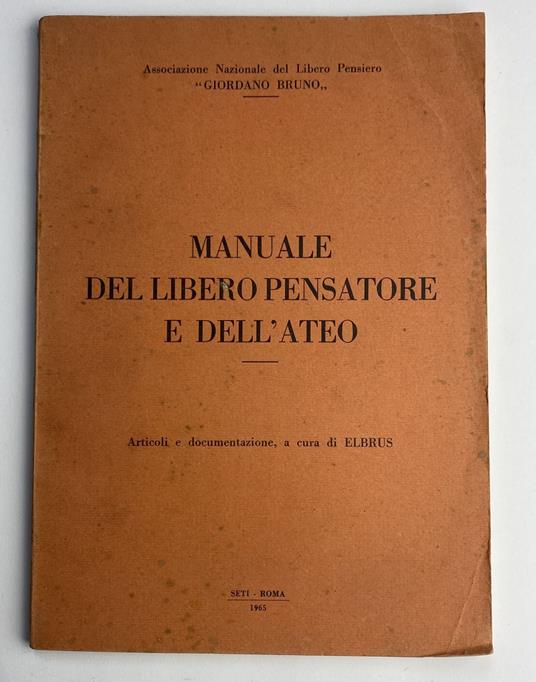 Associazione Nazionale del Libero Pensiero
“GIORDANO BRUNO„
MANUALE
DEL LIBERO PENSATORE
E DELL'ATEO
Articoli e documentazione, a cura di ELBRUS
SETI - ROMA
1965